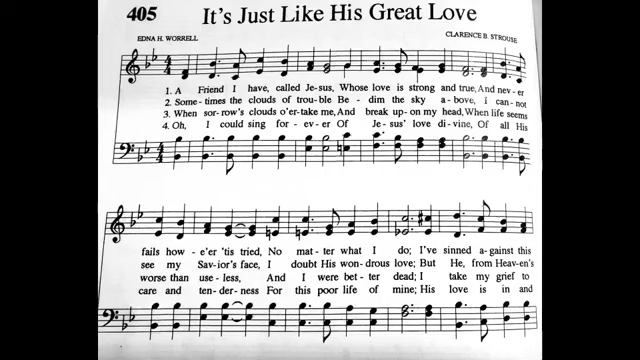 405 It's Just Like His Great Love
EDNA H. WORRELL CLARENCE B. STROUSE
1. A Friend I have, called Je-sus, Whose love is strong and true, And nev-er
2. Some-times the clouds of trou-ble Be-dim the sky a-bove, I can-not
3. When sor-row's clouds o'er-take me, And break up-on my head, When life seems
4. Oh, I could sing for-ev-er Of Je-sus' love di-vine, Of all His
fails how-e'er 'tis tried, No mat-ter what I do; I've sinned a-gainst this
see my Sav-ior's face, I doubt His won-drous love; But He, from Heav-en's
worse than use-less, And I were bet-ter dead; I take my grief to
care and ten-der-ness For this poor life of mine; His love is in and